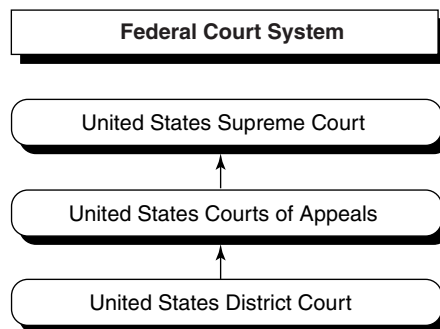 Federal Court System
United States Supreme Court
United States Courts of Appeals
United States District Court